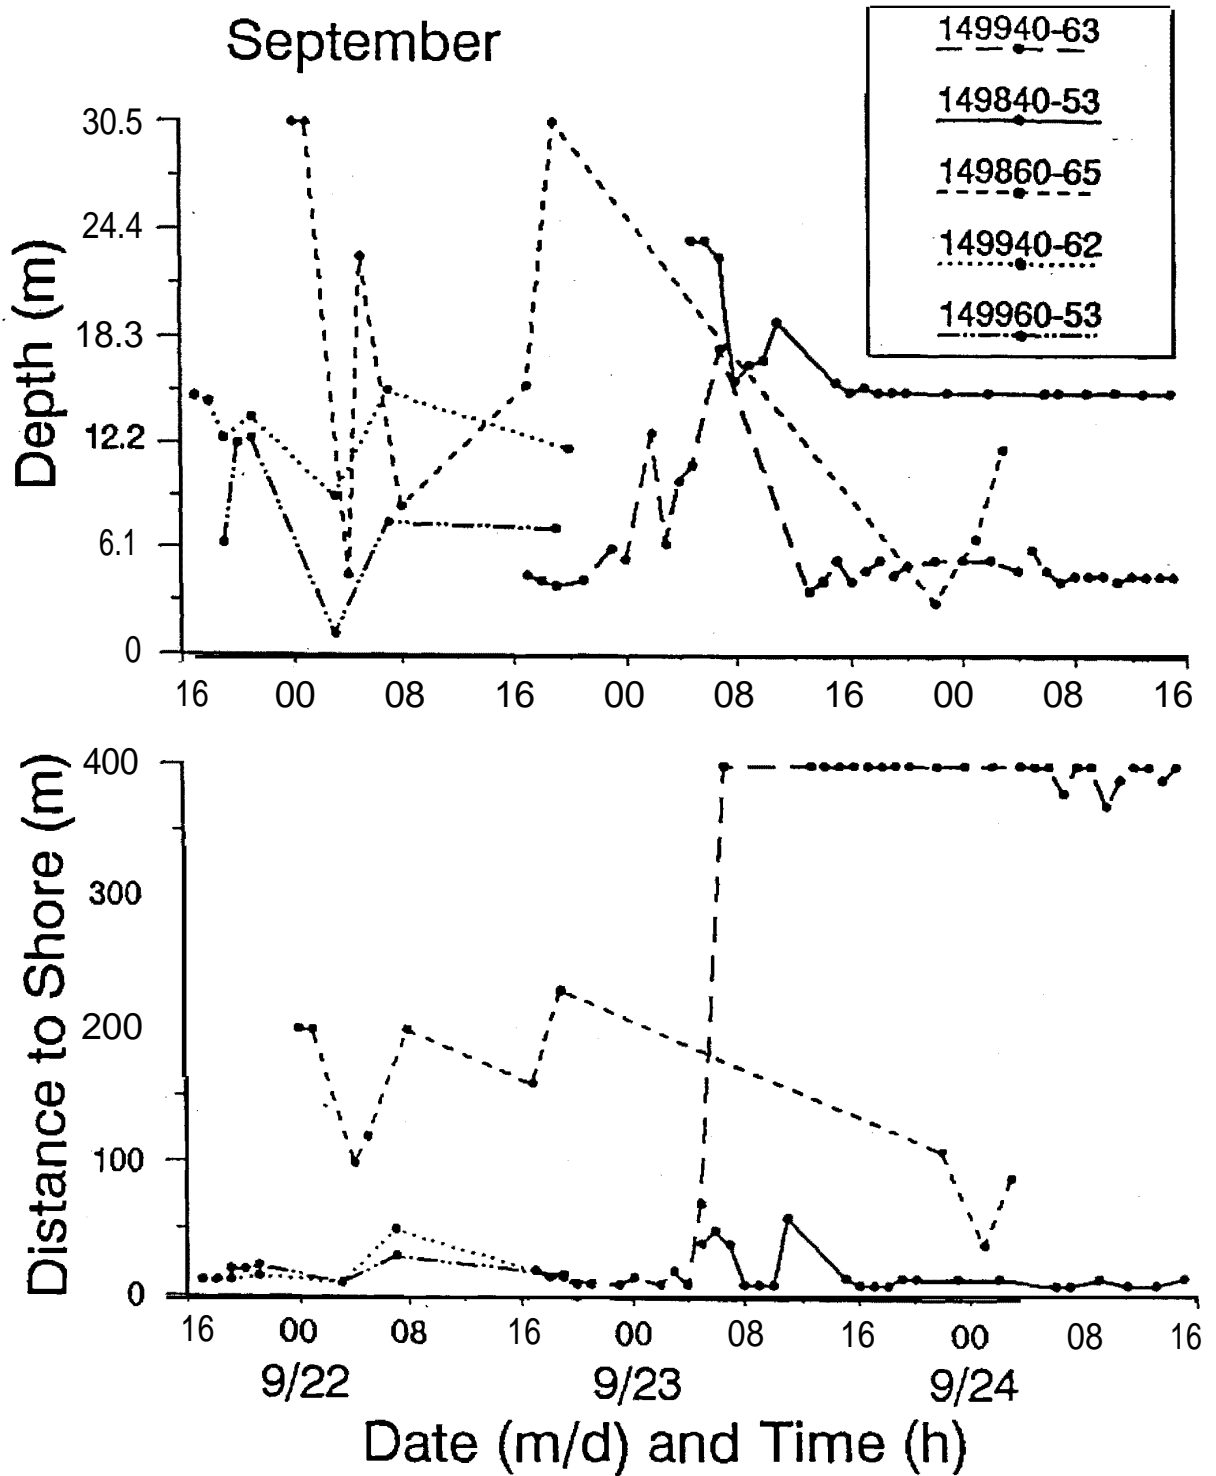 September
149940-63
149840-53
149860-65
149940-62
149960-53
Depth (m)
30.5
24.4
18.3
12.2
6.1
0
16 00 08 16 00 08 16 00 08 16
Distance to Shore (m)
400
300
200
100
0
16 00 08 16 00 08 16 00 08 16
9/22 9/23 9/24
Date (m/d) and Time (h)